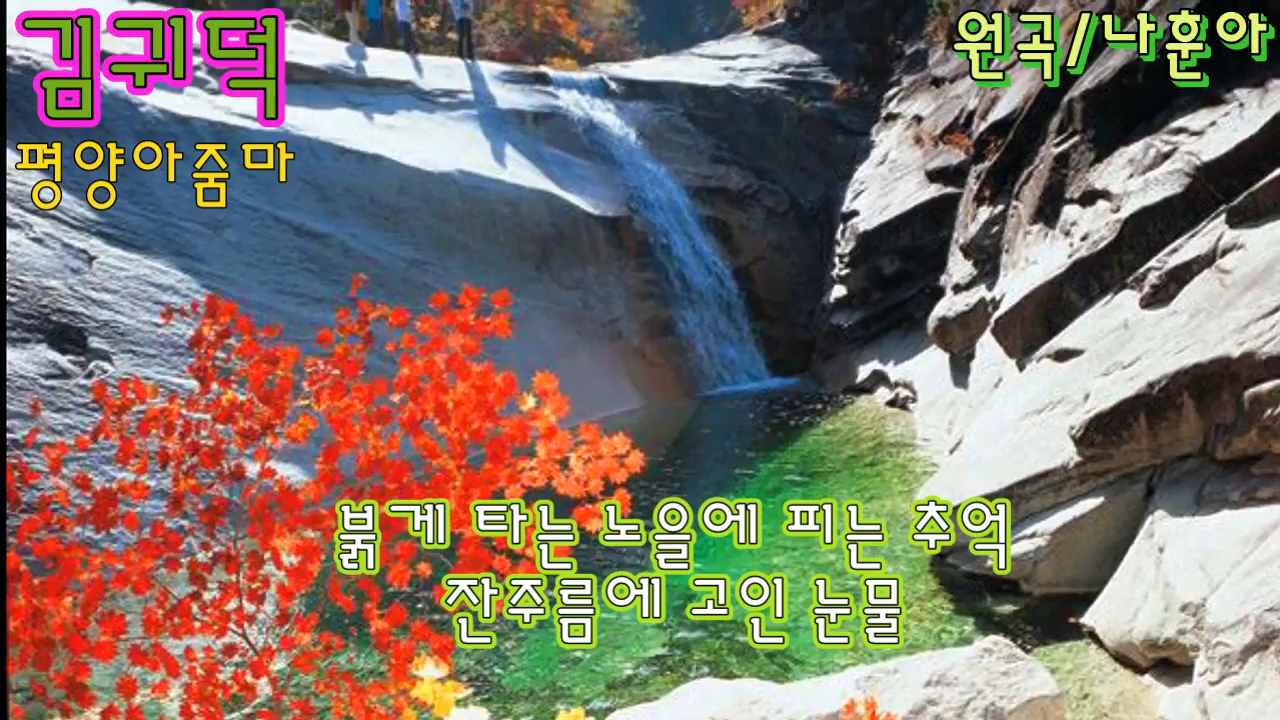 김귀덕
원곡/나훈아
평양아줌마
붉게 타는 노을에 피는 추억
잔주름에 고인 눈물